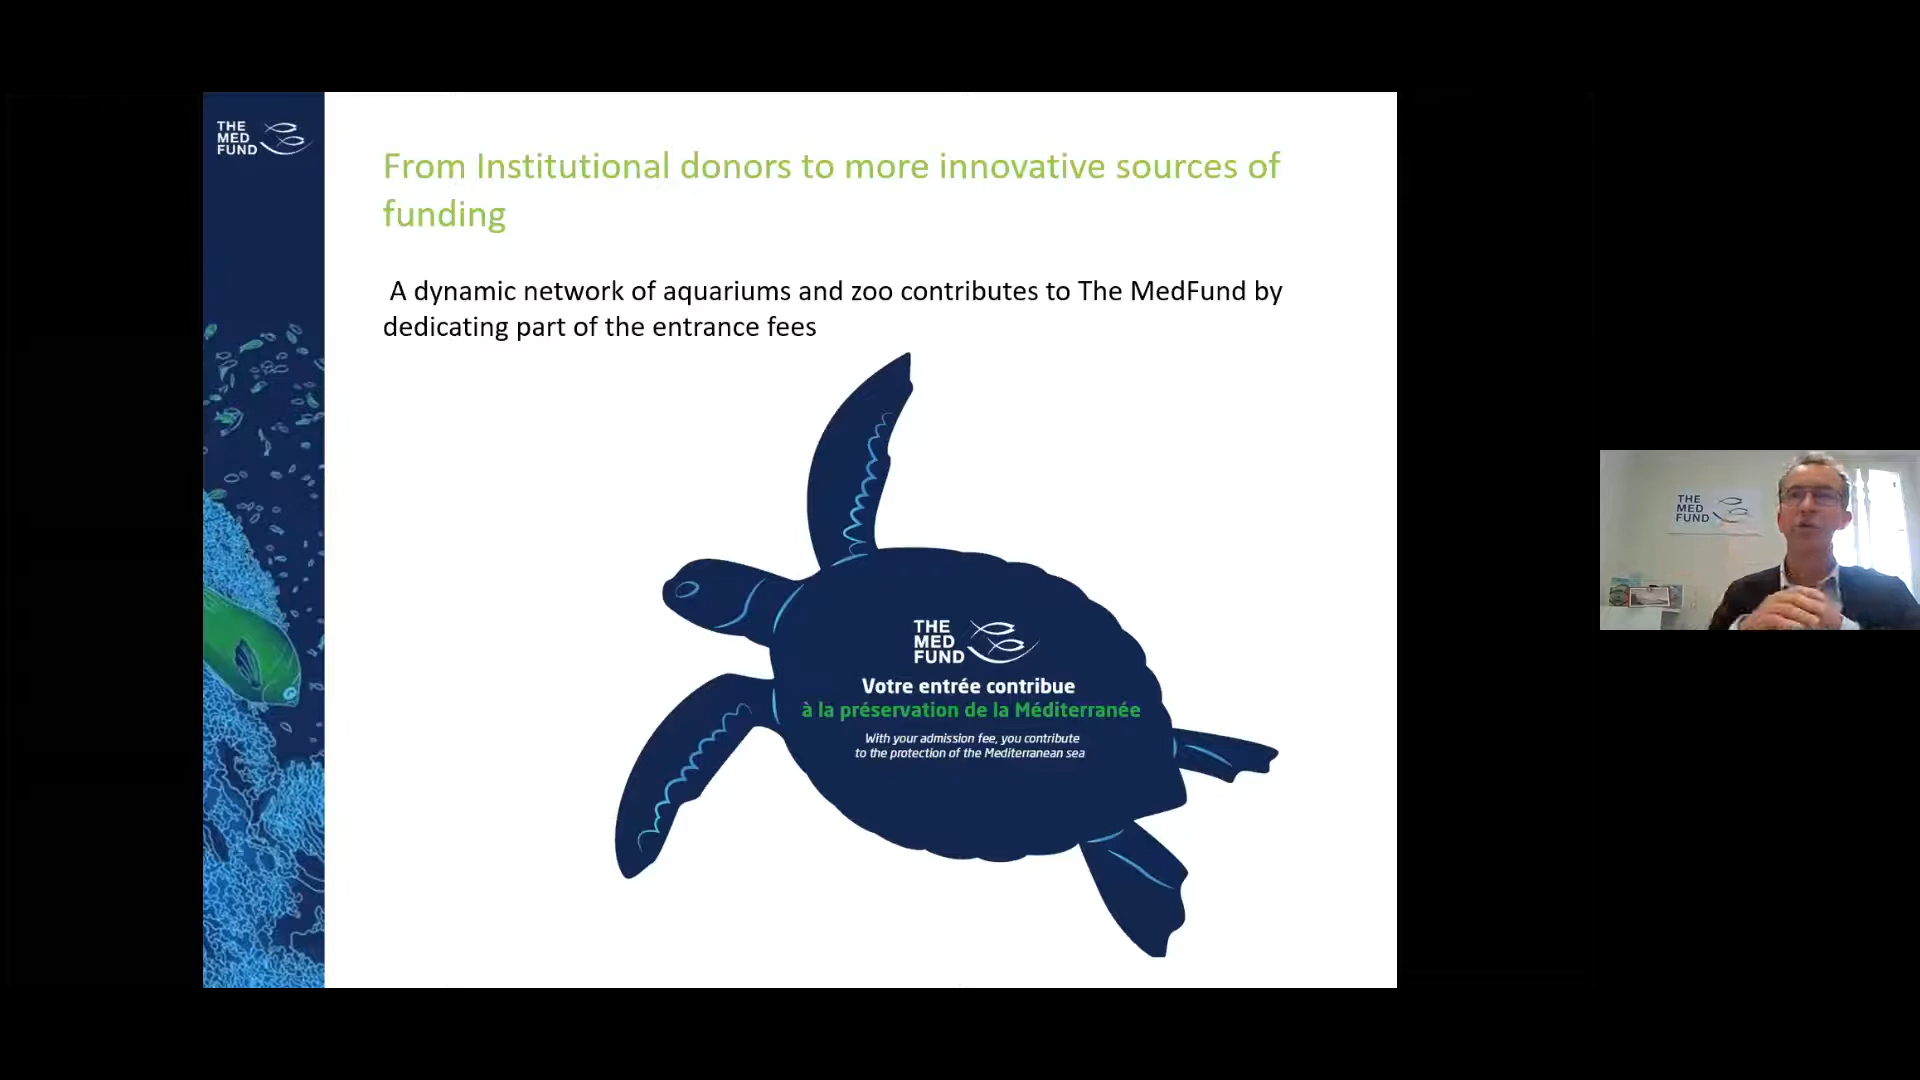 THE
MED
FUND
From Institutional donors to more innovative sources of
funding
A dynamic network of aquariums and zoo contributes to The MedFund by
dedicating part of the entrance fees
THE
MED
FUND
Votre entrée contribue
à la préservation de la Méditerranée
With your admission fee, you contribute
to the protection of the Mediterranean sea
THE
MED
FUND